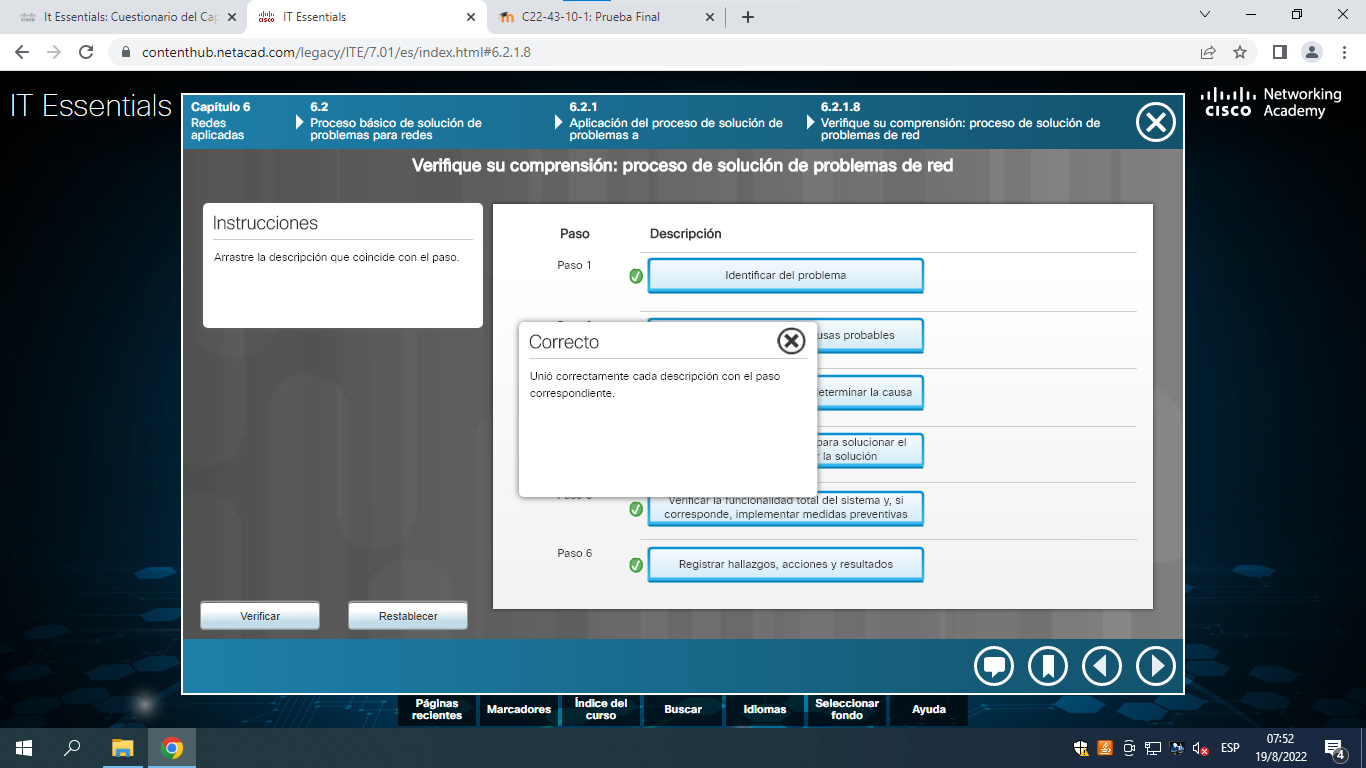 It Essentials: Cuestionario del Cap
IT Essentials
C22-43-10-1: Prueba Final
contenthub.netacad.com/legacy/ITE/7.01/es/index.html#6.2.1.8
IT Essentials
Capítulo 6
Redes
aplicadas
6.2
Proceso básico de solución de
problemas para redes
6.2.1
Aplicación del proceso de solución de
problemas a
6.2.1.8
Verifique su comprensión: proceso de solución de
problemas de red
CISCO
Networking
Academy
Verifique su comprensión: proceso de solución de problemas de red
Instrucciones
Arrastre la descripción que coincide con el paso.
Paso
Descripción
Paso 1
Identificar del problema
usas probables
eterminar la causa
para solucionar el
la solución
Correcto
Unió correctamente cada descripción con el paso
correspondiente.
Verificar la funcionalidad total del sistema y, si
corresponde, implementar medidas preventivas
Paso 6
Registrar hallazgos, acciones y resultados
Verificar
Restablecer
Páginas
recientes
Marcadores
Índice del
curso
Buscar
Idiomas
Seleccionar
fondo
Ayuda
ESP
07:52
19/8/2022
4